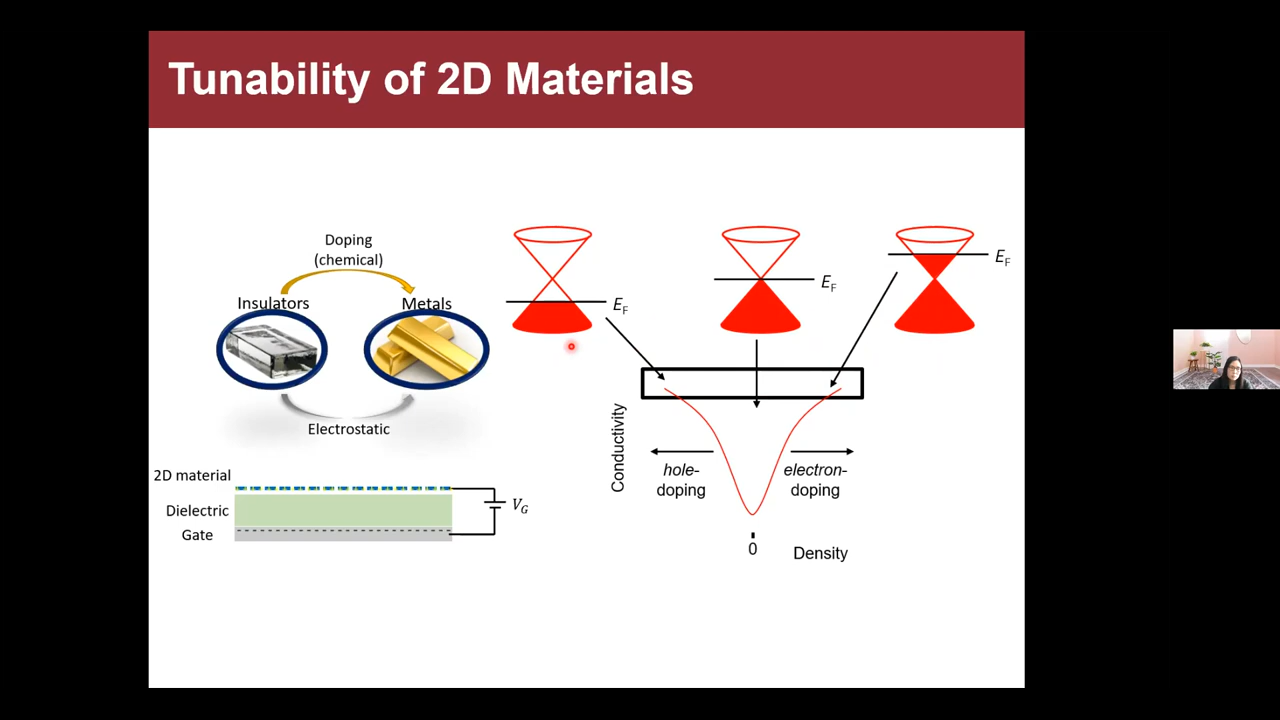 Tunability of 2D Materials
Doping
(chemical)
Insulators
Metals
Electrostatic
2D material
Dielectric
Gate
V_G
E_F
E_F
E_F
Conductivity
hole-
doping
electron-
doping
0
Density